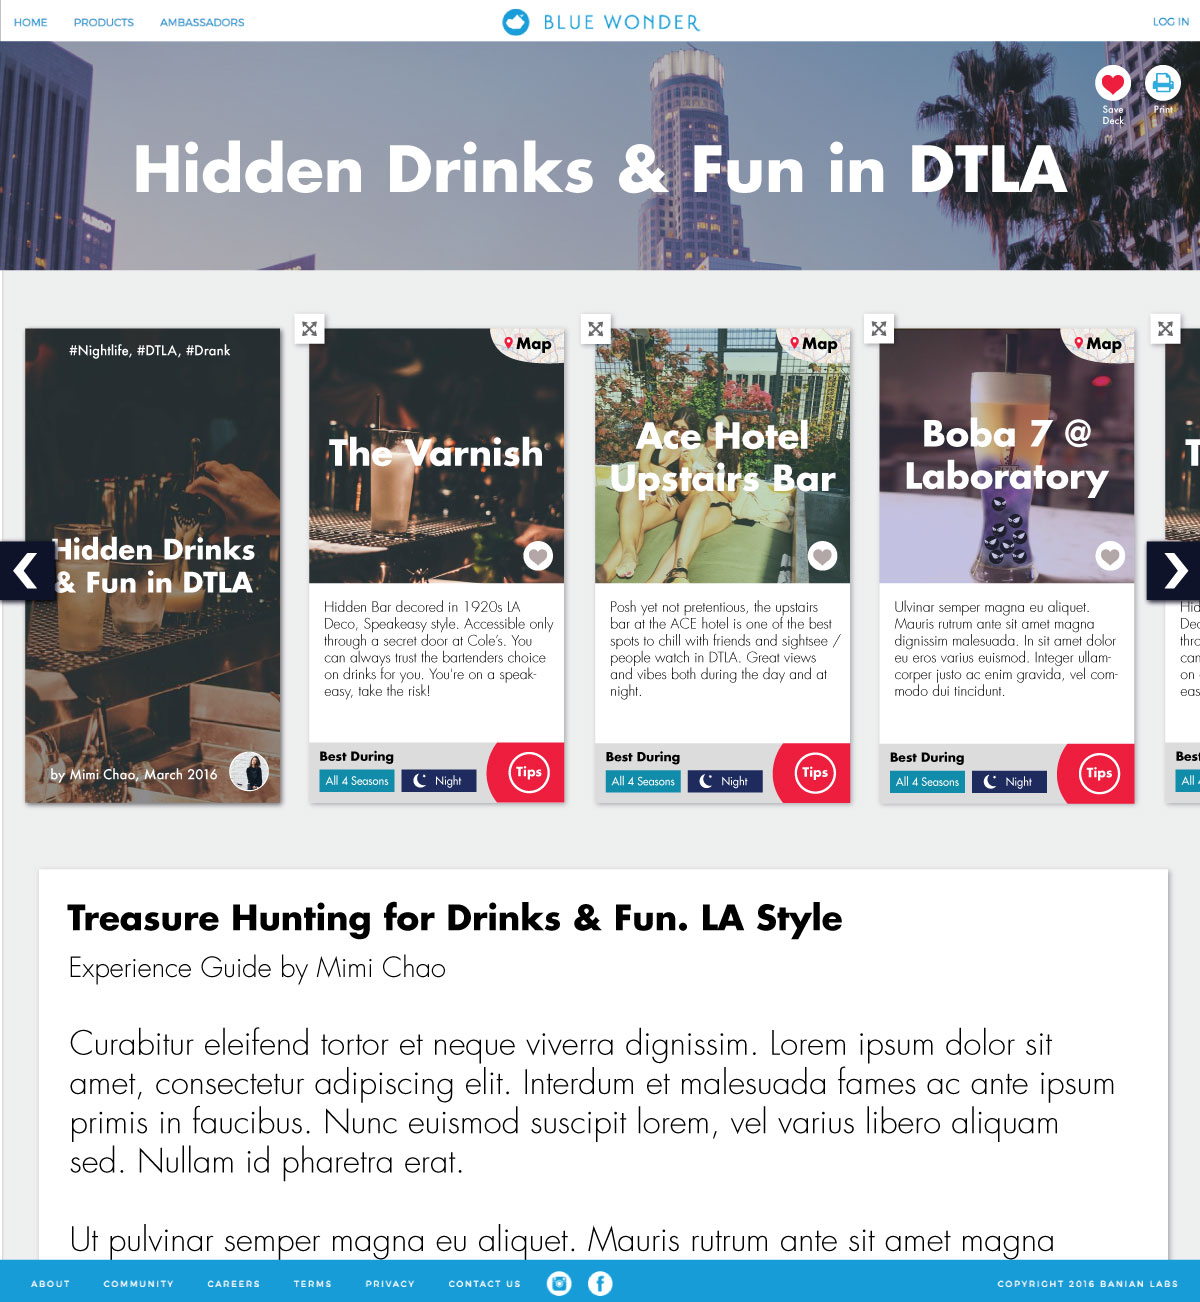 HOME PRODUCTS AMBASSADORS BLUE WONDER LOG IN
Save Deck
Print
WARGO
Hidden Drinks & Fun in DTLA
#Nightlife, #DTLA, #Drank
Hidden Drinks
& Fun in DTLA
by Mimi Chao, March 2016
Map
The Varnish
Hidden Bar decored in 1920s LA
Deco, Speakeasy style. Accessible only
through a secret door at Cole's. You
can always trust the bartenders choice
on drinks for you. You're on a speak-
easy, take the risk!
Best During
All 4 Seasons Night Tips
Map
Ace Hotel
Upstairs Bar
Posh yet not pretentious, the upstairs
bar at the ACE hotel is one of the best
spots to chill with friends and sightsee /
people watch in DTLA. Great views
and vibes both during the day and at
night.
Best During
All 4 Seasons Night Tips
Map
Boba 7 @
Laboratory
Ulvinar semper magna eu aliquet.
Mauris rutrum ante sit amet magna
dignissim malesuada. In sit amet dolor
eu eros varius euismod. Integer ullam-
corper justo ac enim gravida, vel com-
modo dui tincidunt.
Best During
All 4 Seasons Night Tips
T
Hid
Dec
thro
can
on
eas
Best
All 4
Treasure Hunting for Drinks & Fun. LA Style
Experience Guide by Mimi Chao
Curabitur eleifend tortor et neque viverra dignissim. Lorem ipsum dolor sit
amet, consectetur adipiscing elit. Interdum et malesuada fames ac ante ipsum
primis in faucibus. Nunc euismod suscipit lorem, vel varius libero aliquam
sed. Nullam id pharetra erat.
Ut pulvinar semper magna eu aliquet. Mauris rutrum ante sit amet magna
ABOUT COMMUNITY CAREERS TERMS PRIVACY CONTACT US COPYRIGHT 2016 BANIAN LABS